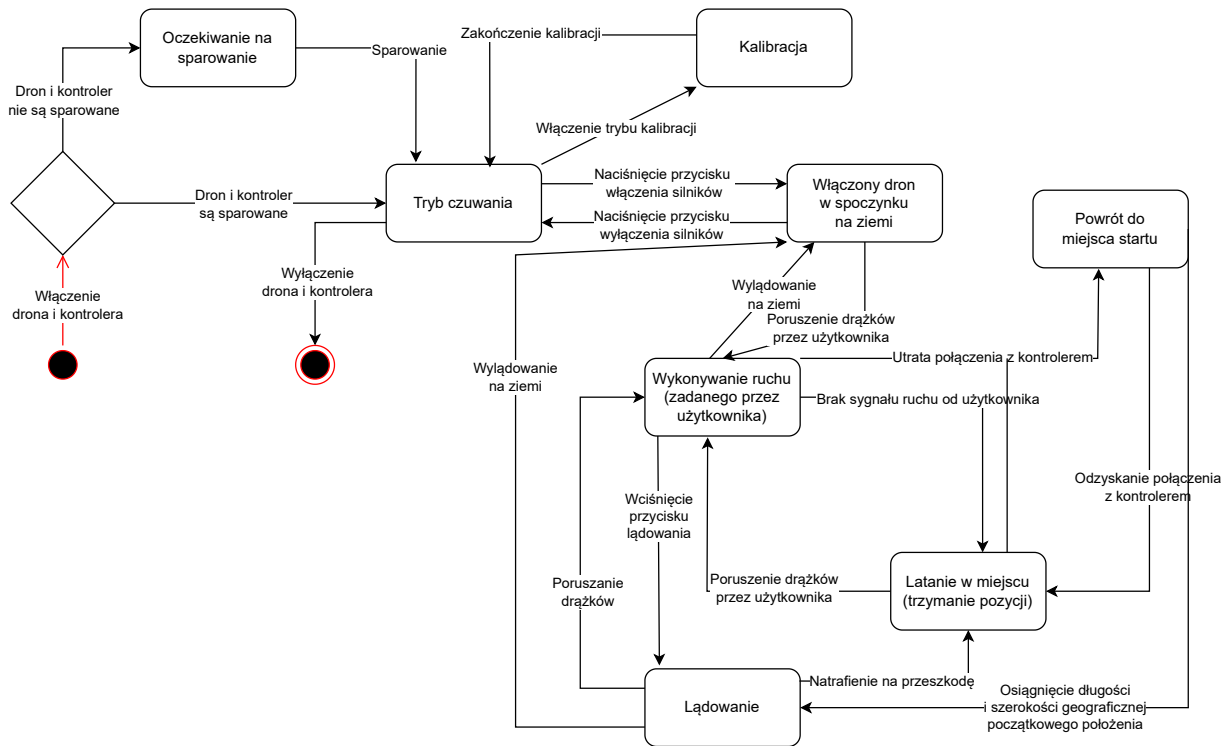 Oczekiwanie na
sparowanie
Sparowanie
Zakończenie kalibracji
Kalibracja
Dron i kontroler
nie są sparowane
Włączenie trybu kalibracji
Dron i kontroler
są sparowane
Tryb czuwania
Naciśnięcie przycisku
włączenia silników
Naciśnięcie przycisku
wyłączenia silników
Włączony dron
w spoczynku
na ziemi
Powrót do
miejsca startu
Włączenie
drona i kontrolera
Wyłączenie
drona i kontrolera
Wylądowanie
na ziemi
Poruszenie drążków
przez użytkownika
Wylądowanie
na ziemi
Wykonywanie ruchu
(zadanego przez
użytkownika)
Utrata połączenia z kontrolerem
Brak sygnału ruchu od użytkownika
Odzyskanie połączenia
z kontrolerem
Wciśnięcie
przycisku
lądowania
Poruszanie
drążków
Poruszenie drążków
przez użytkownika
Latanie w miejscu
(trzymanie pozycji)
Lądowanie
Natrafienie na przeszkodę
Osiągnięcie długości
i szerokości geograficznej
początkowego położenia